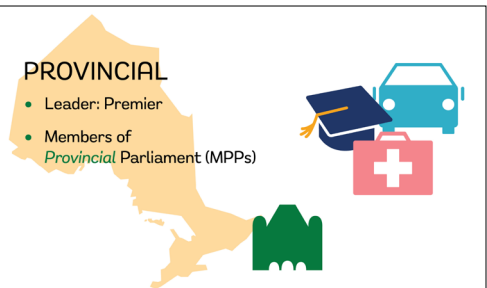 PROVINCIAL
• Leader: Premier
• Members of
Provincial Parliament (MPPs)